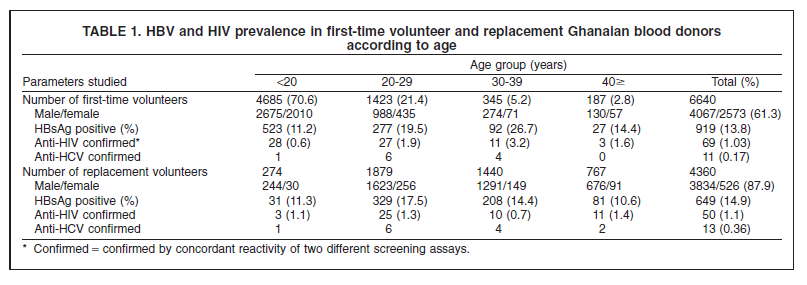 TABLE 1. HBV and HIV prevalence in first-time volunteer and replacement Ghanaian blood donors
according to age
Age group (years)
Parameters studied <20 20-29 30-39 40≥ Total (%)
Number of first-time volunteers 4685 (70.6) 1423 (21.4) 345 (5.2) 187 (2.8) 6640
Male/female 2675/2010 988/435 274/71 130/57 4067/2573 (61.3)
HBsAg positive (%) 523 (11.2) 277 (19.5) 92 (26.7) 27 (14.4) 919 (13.8)
Anti-HIV confirmed* 28 (0.6) 27 (1.9) 11 (3.2) 3 (1.6) 69 (1.03)
Anti-HCV confirmed 1 6 4 0 11 (0.17)
Number of replacement volunteers 274 1879 1440 767 4360
Male/female 244/30 1623/256 1291/149 676/91 3834/526 (87.9)
HBsAg positive (%) 31 (11.3) 329 (17.5) 208 (14.4) 81 (10.6) 649 (14.9)
Anti-HIV confirmed 3 (1.1) 25 (1.3) 10 (0.7) 11 (1.4) 50 (1.1)
Anti-HCV confirmed 1 6 4 2 13 (0.36)
* Confirmed = confirmed by concordant reactivity of two different screening assays.